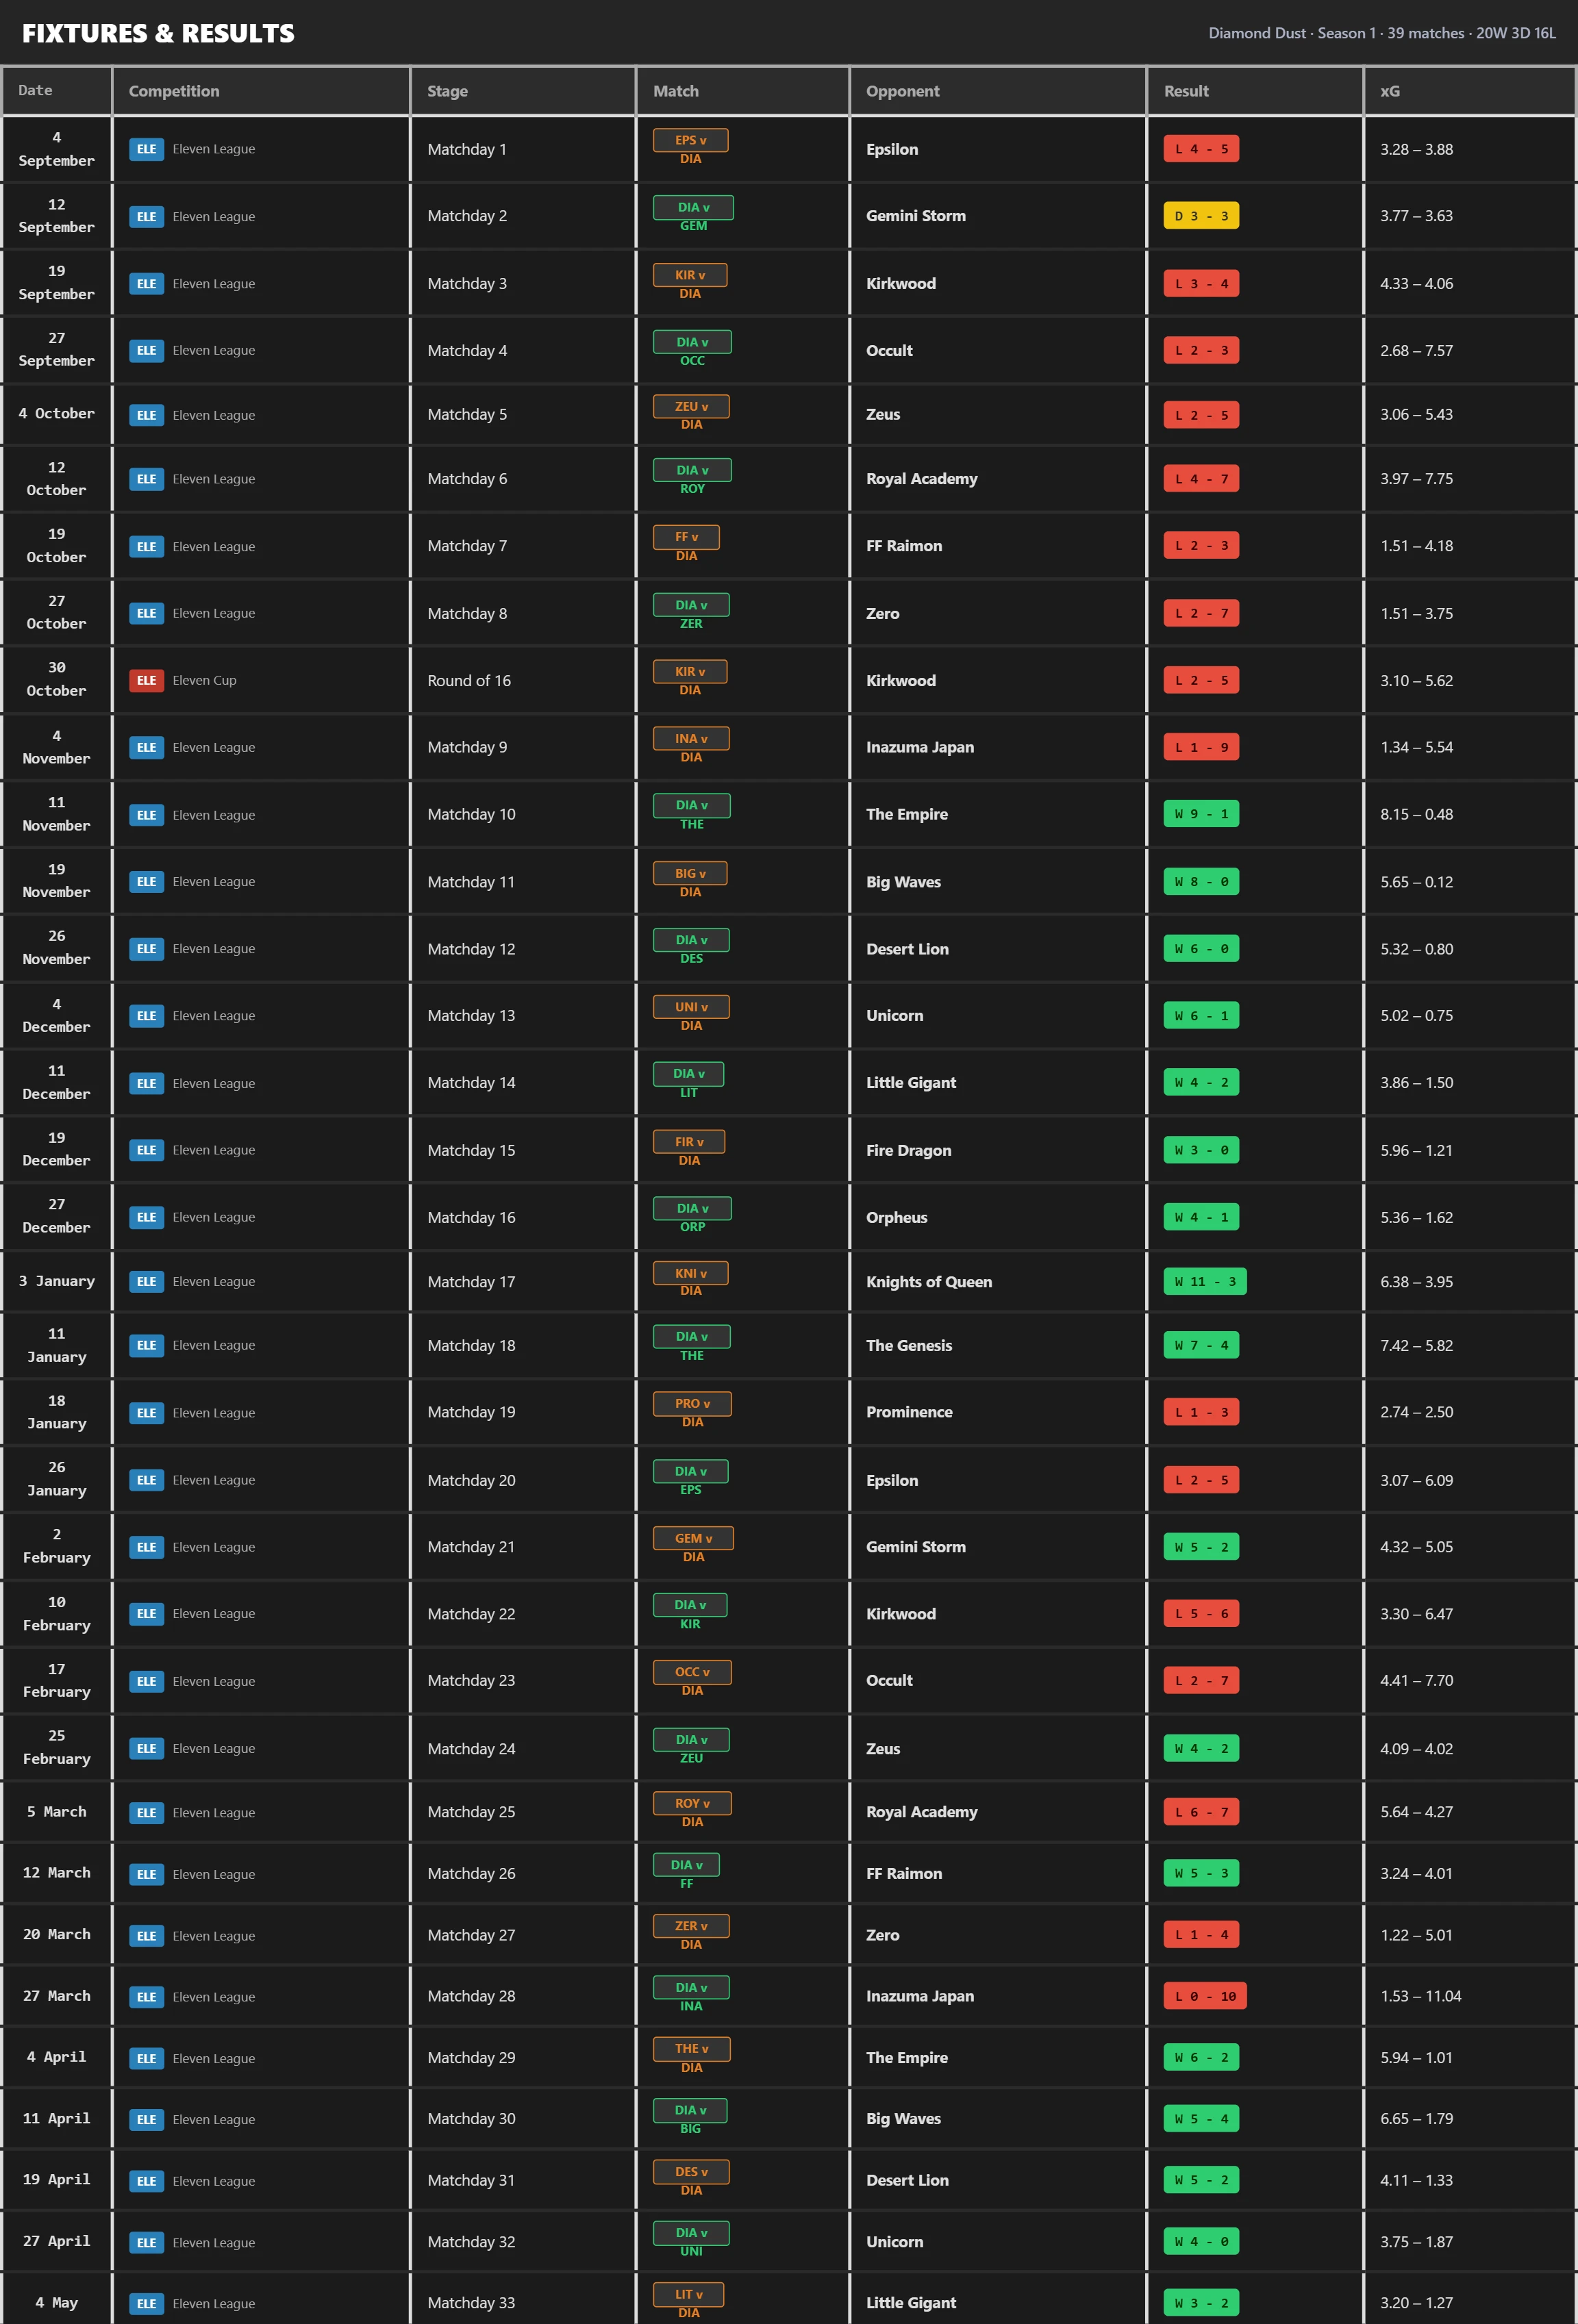 FIXTURES & RESULTS
Diamond Dust · Season 1 · 39 matches · 20W 3D 16L
Date Competition Stage Match Opponent Result xG
4 September ELE Eleven League Matchday 1 EPS v DIA Epsilon L 4 - 5 3.28 – 3.88
12 September ELE Eleven League Matchday 2 DIA v GEM Gemini Storm D 3 - 3 3.77 – 3.63
19 September ELE Eleven League Matchday 3 KIR v DIA Kirkwood L 3 - 4 4.33 – 4.06
27 September ELE Eleven League Matchday 4 DIA v OCC Occult L 2 - 3 2.68 – 7.57
4 October ELE Eleven League Matchday 5 ZEU v DIA Zeus L 2 - 5 3.06 – 5.43
12 October ELE Eleven League Matchday 6 DIA v ROY Royal Academy L 4 - 7 3.97 – 7.75
19 October ELE Eleven League Matchday 7 FF v DIA FF Raimon L 2 - 3 1.51 – 4.18
27 October ELE Eleven League Matchday 8 DIA v ZER Zero L 2 - 7 1.51 – 3.75
30 October ELE Eleven Cup Round of 16 KIR v DIA Kirkwood L 2 - 5 3.10 – 5.62
4 November ELE Eleven League Matchday 9 INA v DIA Inazuma Japan L 1 - 9 1.34 – 5.54
11 November ELE Eleven League Matchday 10 DIA v THE The Empire W 9 - 1 8.15 – 0.48
19 November ELE Eleven League Matchday 11 BIG v DIA Big Waves W 8 - 0 5.65 – 0.12
26 November ELE Eleven League Matchday 12 DIA v DES Desert Lion W 6 - 0 5.32 – 0.80
4 December ELE Eleven League Matchday 13 UNI v DIA Unicorn W 6 - 1 5.02 – 0.75
11 December ELE Eleven League Matchday 14 DIA v LIT Little Gigant W 4 - 2 3.86 – 1.50
19 December ELE Eleven League Matchday 15 FIR v DIA Fire Dragon W 3 - 0 5.96 – 1.21
27 December ELE Eleven League Matchday 16 DIA v ORP Orpheus W 4 - 1 5.36 – 1.62
3 January ELE Eleven League Matchday 17 KNI v DIA Knights of Queen W 11 - 3 6.38 – 3.95
11 January ELE Eleven League Matchday 18 DIA v THE The Genesis W 7 - 4 7.42 – 5.82
18 January ELE Eleven League Matchday 19 PRO v DIA Prominence L 1 - 3 2.74 – 2.50
26 January ELE Eleven League Matchday 20 DIA v EPS Epsilon L 2 - 5 3.07 – 6.09
2 February ELE Eleven League Matchday 21 GEM v DIA Gemini Storm W 5 - 2 4.32 – 5.05
10 February ELE Eleven League Matchday 22 DIA v KIR Kirkwood L 5 - 6 3.30 – 6.47
17 February ELE Eleven League Matchday 23 OCC v DIA Occult L 2 - 7 4.41 – 7.70
25 February ELE Eleven League Matchday 24 DIA v ZEU Zeus W 4 - 2 4.09 – 4.02
5 March ELE Eleven League Matchday 25 ROY v DIA Royal Academy L 6 - 7 5.64 – 4.27
12 March ELE Eleven League Matchday 26 DIA v FF FF Raimon W 5 - 3 3.24 – 4.01
20 March ELE Eleven League Matchday 27 ZER v DIA Zero L 1 - 4 1.22 – 5.01
27 March ELE Eleven League Matchday 28 DIA v INA Inazuma Japan L 0 - 10 1.53 – 11.04
4 April ELE Eleven League Matchday 29 THE v DIA The Empire W 6 - 2 5.94 – 1.01
11 April ELE Eleven League Matchday 30 DIA v BIG Big Waves W 5 - 4 6.65 – 1.79
19 April ELE Eleven League Matchday 31 DES v DIA Desert Lion W 5 - 2 4.11 – 1.33
27 April ELE Eleven League Matchday 32 DIA v UNI Unicorn W 4 - 0 3.75 – 1.87
4 May ELE Eleven League Matchday 33 LIT v DIA Little Gigant W 3 - 2 3.20 – 1.27